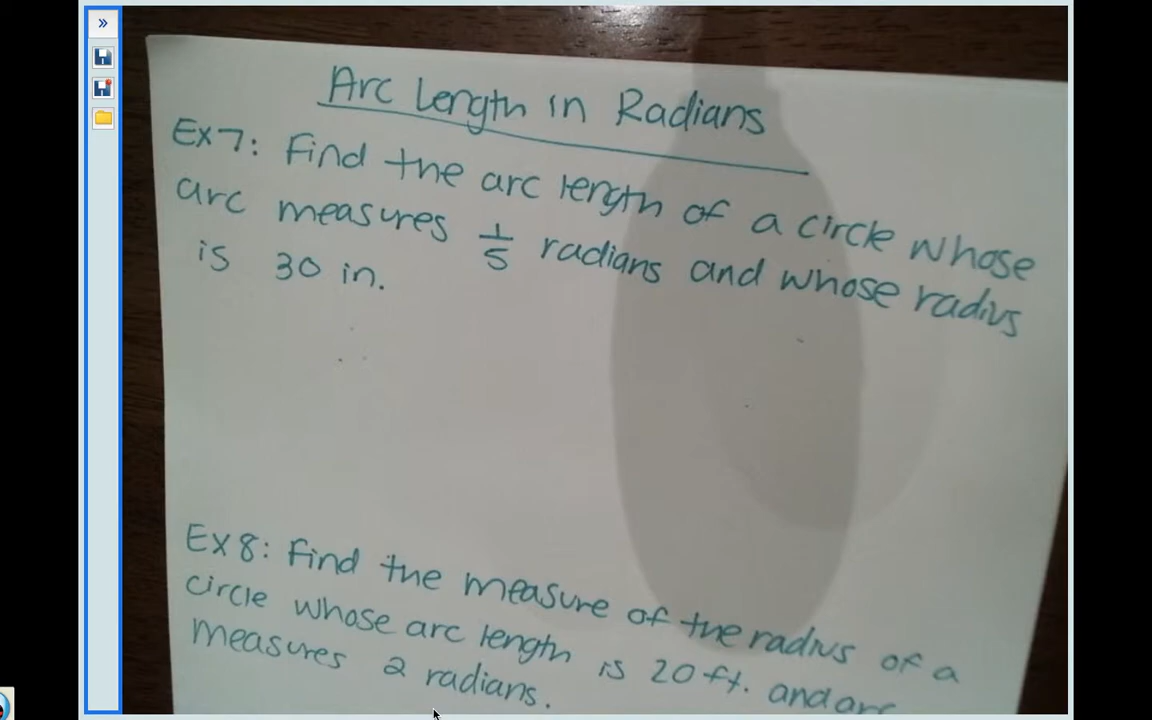 Arc Length in Radians
Ex7: Find the arc length of a circle whose
arc measures 1/5 radians and whose radius
is 30 in.
Ex8: Find the measure of the radius of a
circle whose arc length is 20 ft. and arc
measures 2 radians.